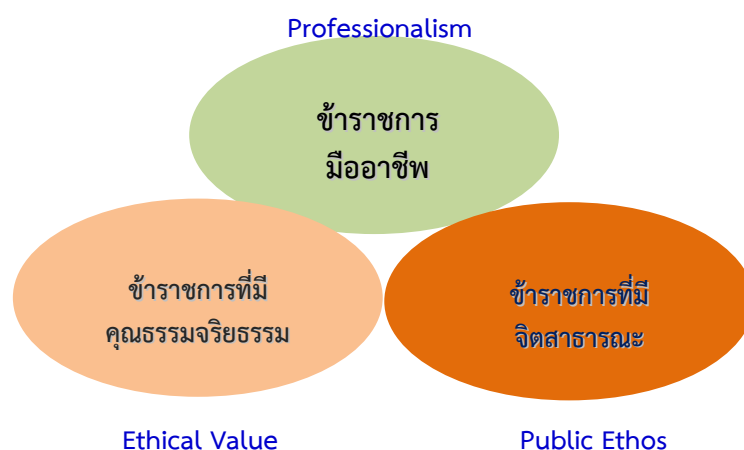 Professionalism
ข้าราชการ
มืออาชีพ
ข้าราชการที่มี
คุณธรรมจริยธรรม
ข้าราชการที่มี
จิตสาธารณะ
Ethical Value
Public Ethos